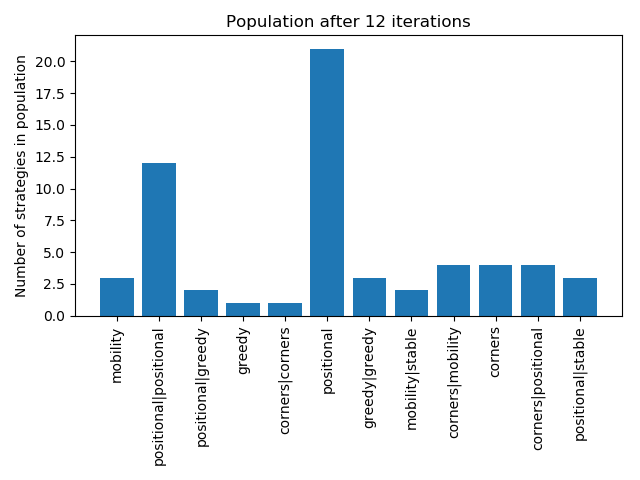 Population after 12 iterations
Number of strategies in population
20.0
17.5
15.0
12.5
10.0
7.5
5.0
2.5
0.0
mobility
positional|positional
positional|greedy
greedy
corners|corners
positional
greedy|greedy
mobility|stable
corners|mobility
corners
corners|positional
positional|stable